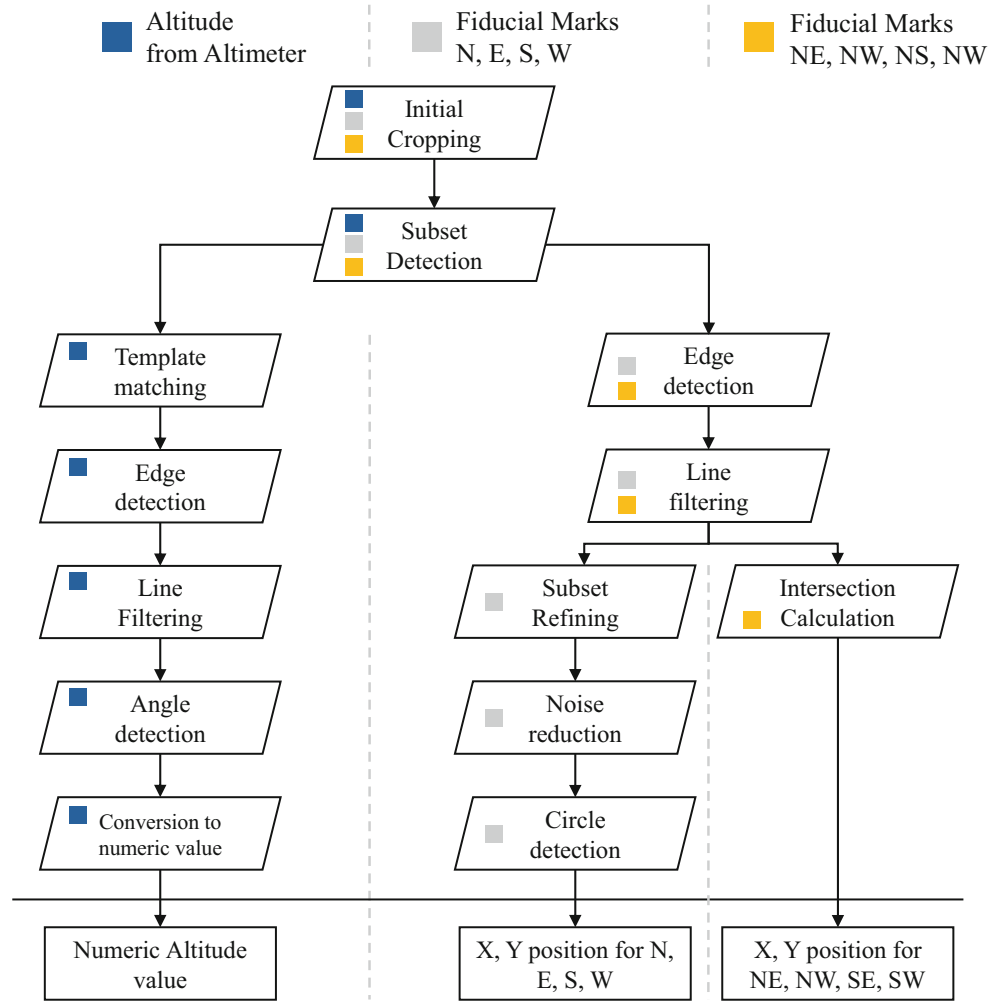 Altitude
from Altimeter
Fiducial Marks
N, E, S, W
Fiducial Marks
NE, NW, NS, NW
Initial
Cropping
Subset
Detection
Template
matching
Edge
detection
Line
Filtering
Angle
detection
Conversion to
numeric value
Numeric Altitude
value
Edge
detection
Line
filtering
Subset
Refining
Noise
reduction
Circle
detection
X, Y position for N,
E, S, W
Intersection
Calculation
X, Y position for
NE, NW, SE, SW